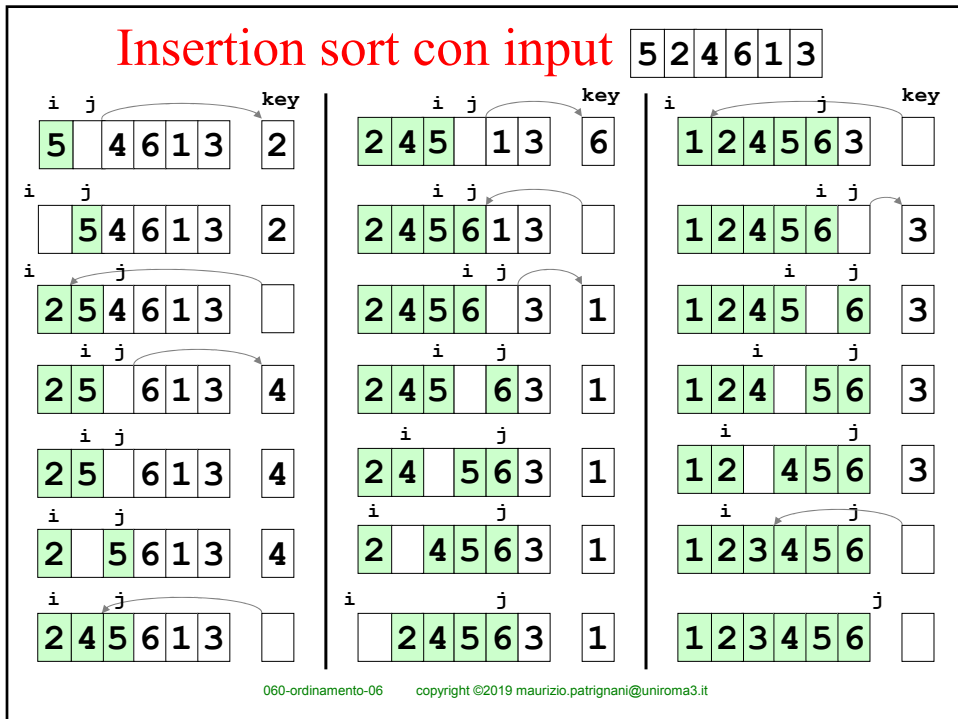 Insertion sort con input 5 2 4 6 1 3
i j key
5 4 6 1 3 2
i j
5 4 6 1 3 2
i j
2 5 4 6 1 3
i j
2 5 6 1 3 4
i j
2 5 6 1 3 4
i j
2 5 6 1 3 4
i j
2 4 5 6 1 3
i j key
2 4 5 1 3 6
i j
2 4 5 6 1 3
i j
2 4 5 6 3 1
i j
2 4 5 6 3 1
i j
2 4 5 6 3 1
i j
2 4 5 6 3 1
i j
2 4 5 6 3 1
i j key
1 2 4 5 6 3
i j
1 2 4 5 6 3
i j
1 2 4 5 6 3
i j
1 2 4 5 6 3
i j
1 2 4 5 6 3
i j
1 2 3 4 5 6
j
1 2 3 4 5 6
060-ordinamento-06 copyright ©2019 maurizio.patrignani@uniroma3.it